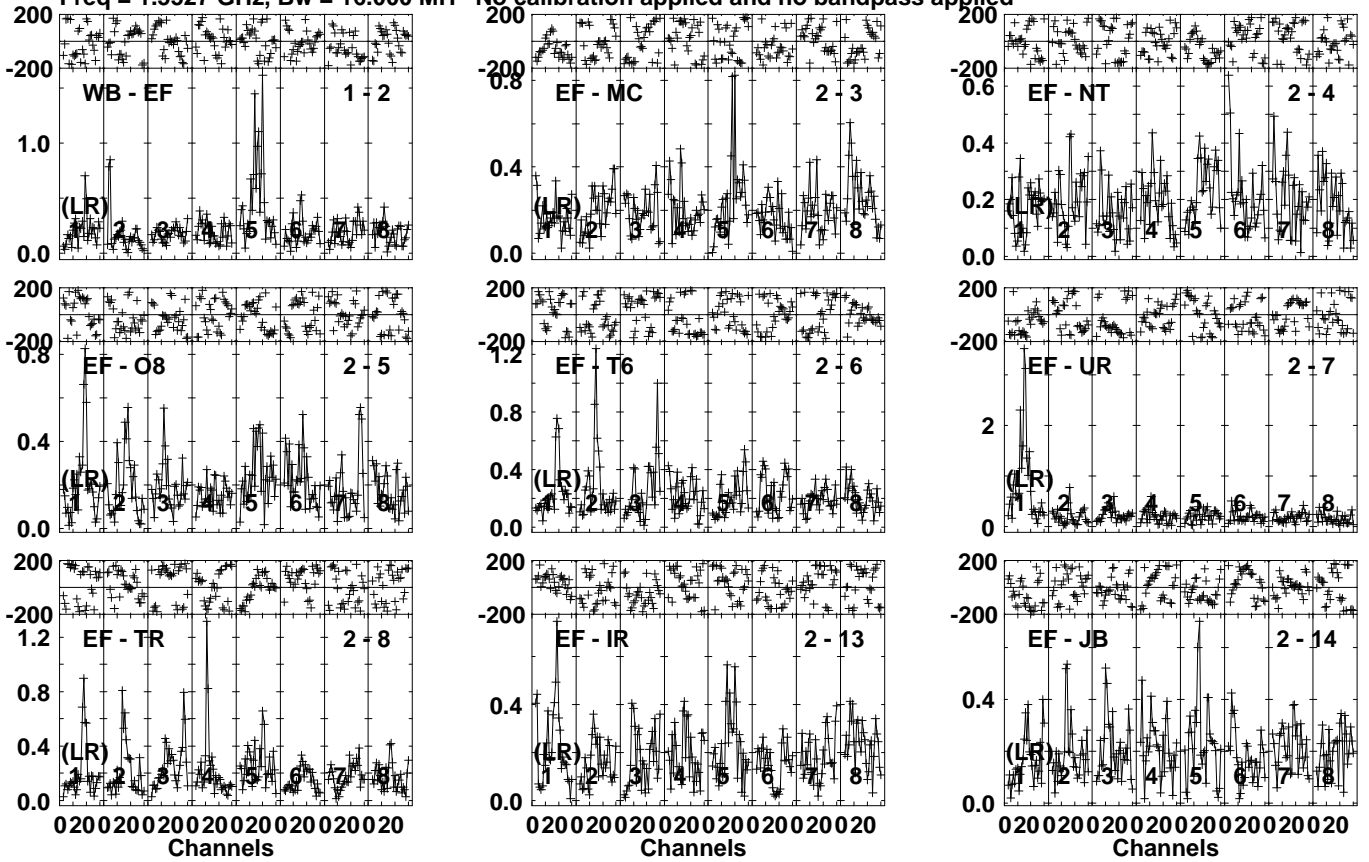 Freq = 1.5527 GHz, Bw = 16.000 MH No calibration applied and no bandpass applied
200
-200
WB - EF 1 - 2
1.0
0.0
(LR)
1 2 3 4 5 6 7 8
200
-200
0.8
EF - MC 2 - 3
0.4
0.0
(LR)
1 2 3 4 5 6 7 8
200
-200
0.6
EF - NT 2 - 4
0.4
0.2
0.0
(LR)
1 2 3 4 5 6 7 8
200
-200
0.8
EF - O8 2 - 5
0.4
0.0
(LR)
1 2 3 4 5 6 7 8
200
-200
1.2
EF - T6 2 - 6
0.8
0.4
0.0
(LR)
1 2 3 4 5 6 7 8
200
-200
EF - UR 2 - 7
2
0
(LR)
1 2 3 4 5 6 7 8
200
-200
1.2
EF - TR 2 - 8
0.8
0.4
0.0
(LR)
1 2 3 4 5 6 7 8
0 20 0 20 0 20 0 20 0 20 0 20 0 20 0 20
Channels
200
-200
EF - IR 2 - 13
0.4
0.0
(LR)
1 2 3 4 5 6 7 8
0 20 0 20 0 20 0 20 0 20 0 20 0 20 0 20
Channels
200
-200
EF - JB 2 - 14
0.4
0.0
(LR)
1 2 3 4 5 6 7 8
0 20 0 20 0 20 0 20 0 20 0 20 0 20 0 20
Channels